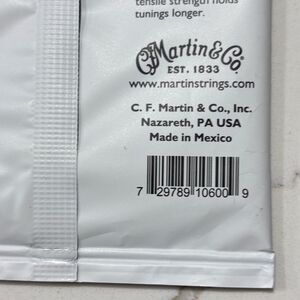 tensile strength holds
tunings longer.
CF Martin & Co.
EST. 1833
www.martinstrings.com
C. F. Martin & Co., Inc.
Nazareth, PA USA
Made in Mexico
7 29789 10600 9